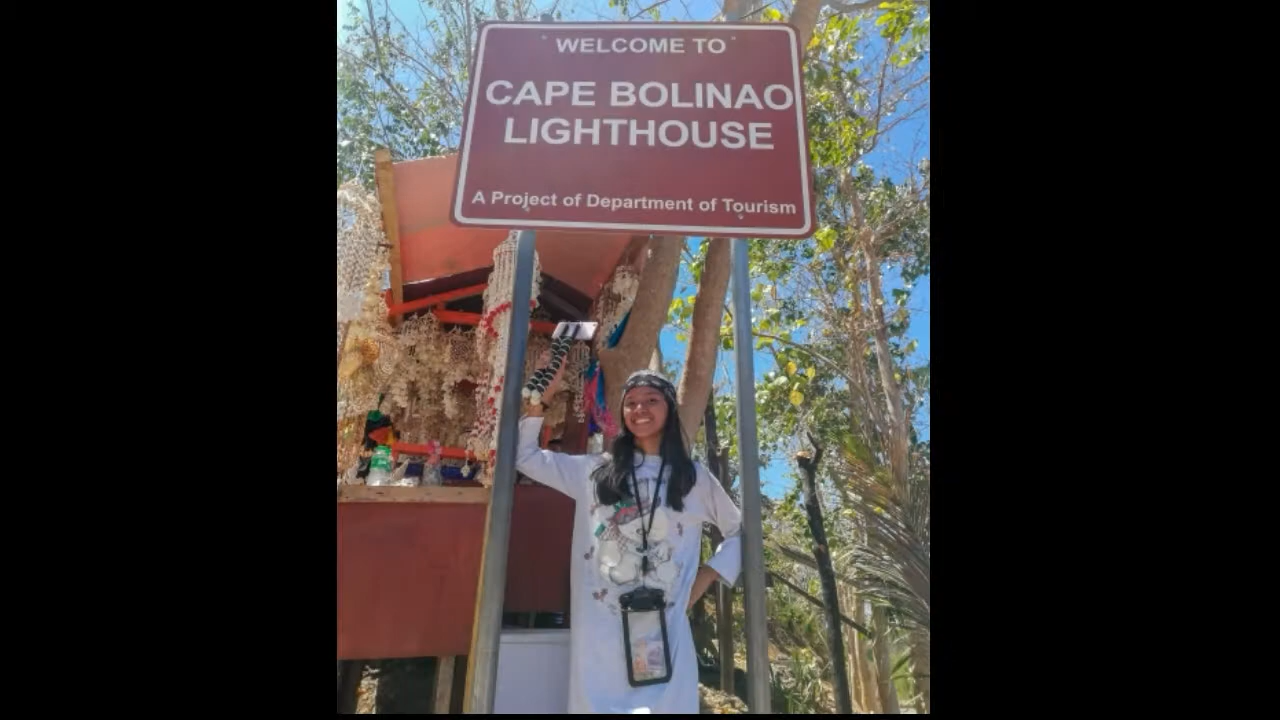 WELCOME TO
CAPE BOLINAO
LIGHTHOUSE
A Project of Department of Tourism